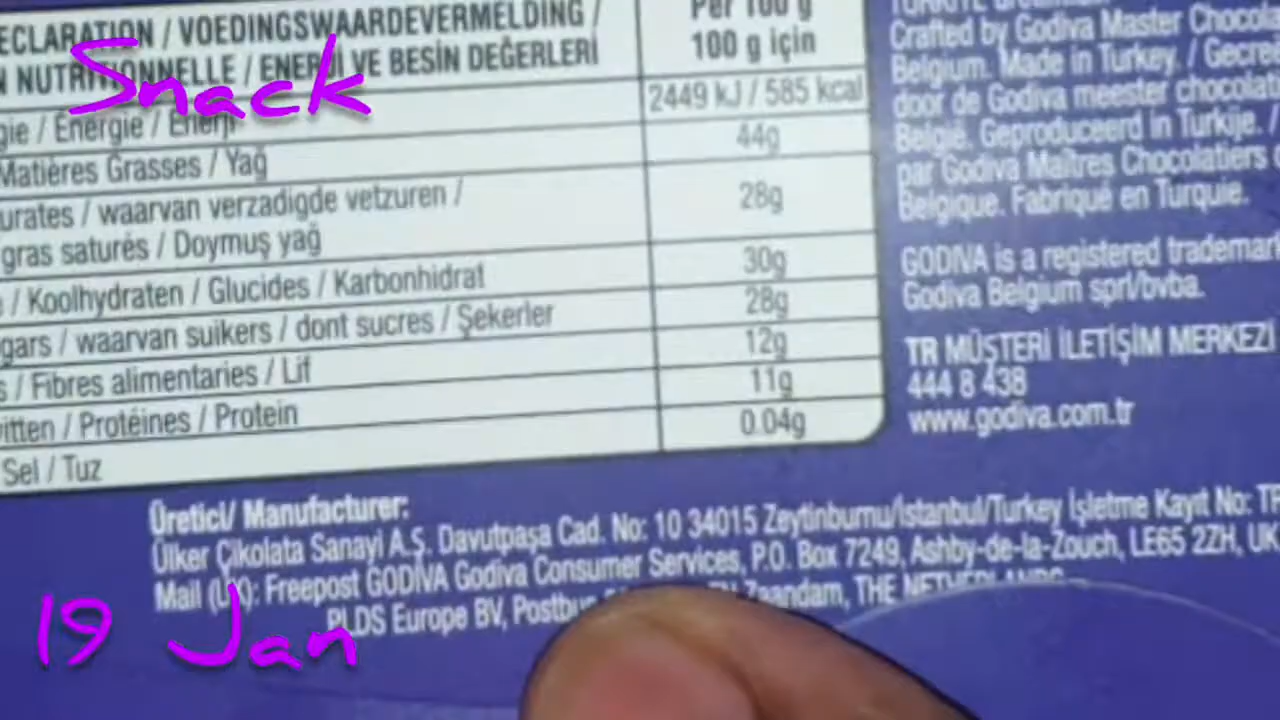 ECLARATION / VOEDINGSWAARDEVERMELDING /
N NUTRITIONNELLE / ENERJİ VE BESİN DEĞERLERİ
Per 100 g
100 g için
gie / Énergie / Enerji
2449 kJ / 585 kcal
Matières Grasses / Yağ
44g
urates / waarvan verzadigde vetzuren /
gras saturés / Doymuş yağ
28g
/ Koolhydraten / Glucides / Karbonhidrat
30g
gars / waarvan suikers / dont sucres / Şekerler
28g
s / Fibres alimentaries / Lif
12g
itten / Protéines / Protein
11g
Sel / Tuz
0.04g
Crafted by Godiva Master Chocola
Belgium. Made in Turkey. / Gecreë
door de Godiva meester chocolati
België. Geproduceerd in Turkije. /
par Godiva Maîtres Chocolatiers
Belgique. Fabriqué en Turquie.
GODIVA is a registered trademark
Godiva Belgium sprl/bvba.
TR MÜŞTERİ İLETİŞİM MERKEZİ
444 8 438
www.godiva.com.tr
Üretici/ Manufacturer:
Ülker Çikolata Sanayi A.Ş. Davutpaşa Cad. No: 10 34015 Zeytinburnu/İstanbul/Turkey İşletme Kayıt No: TR
Mail (UK): Freepost GODIVA Godiva Consumer Services, P.O. Box 7249, Ashby-de-la-Zouch, LE65 2ZH, UK
PLDS Europe BV, Postbus Zaandam, THE NETHERLANDS
Snack
19 Jan